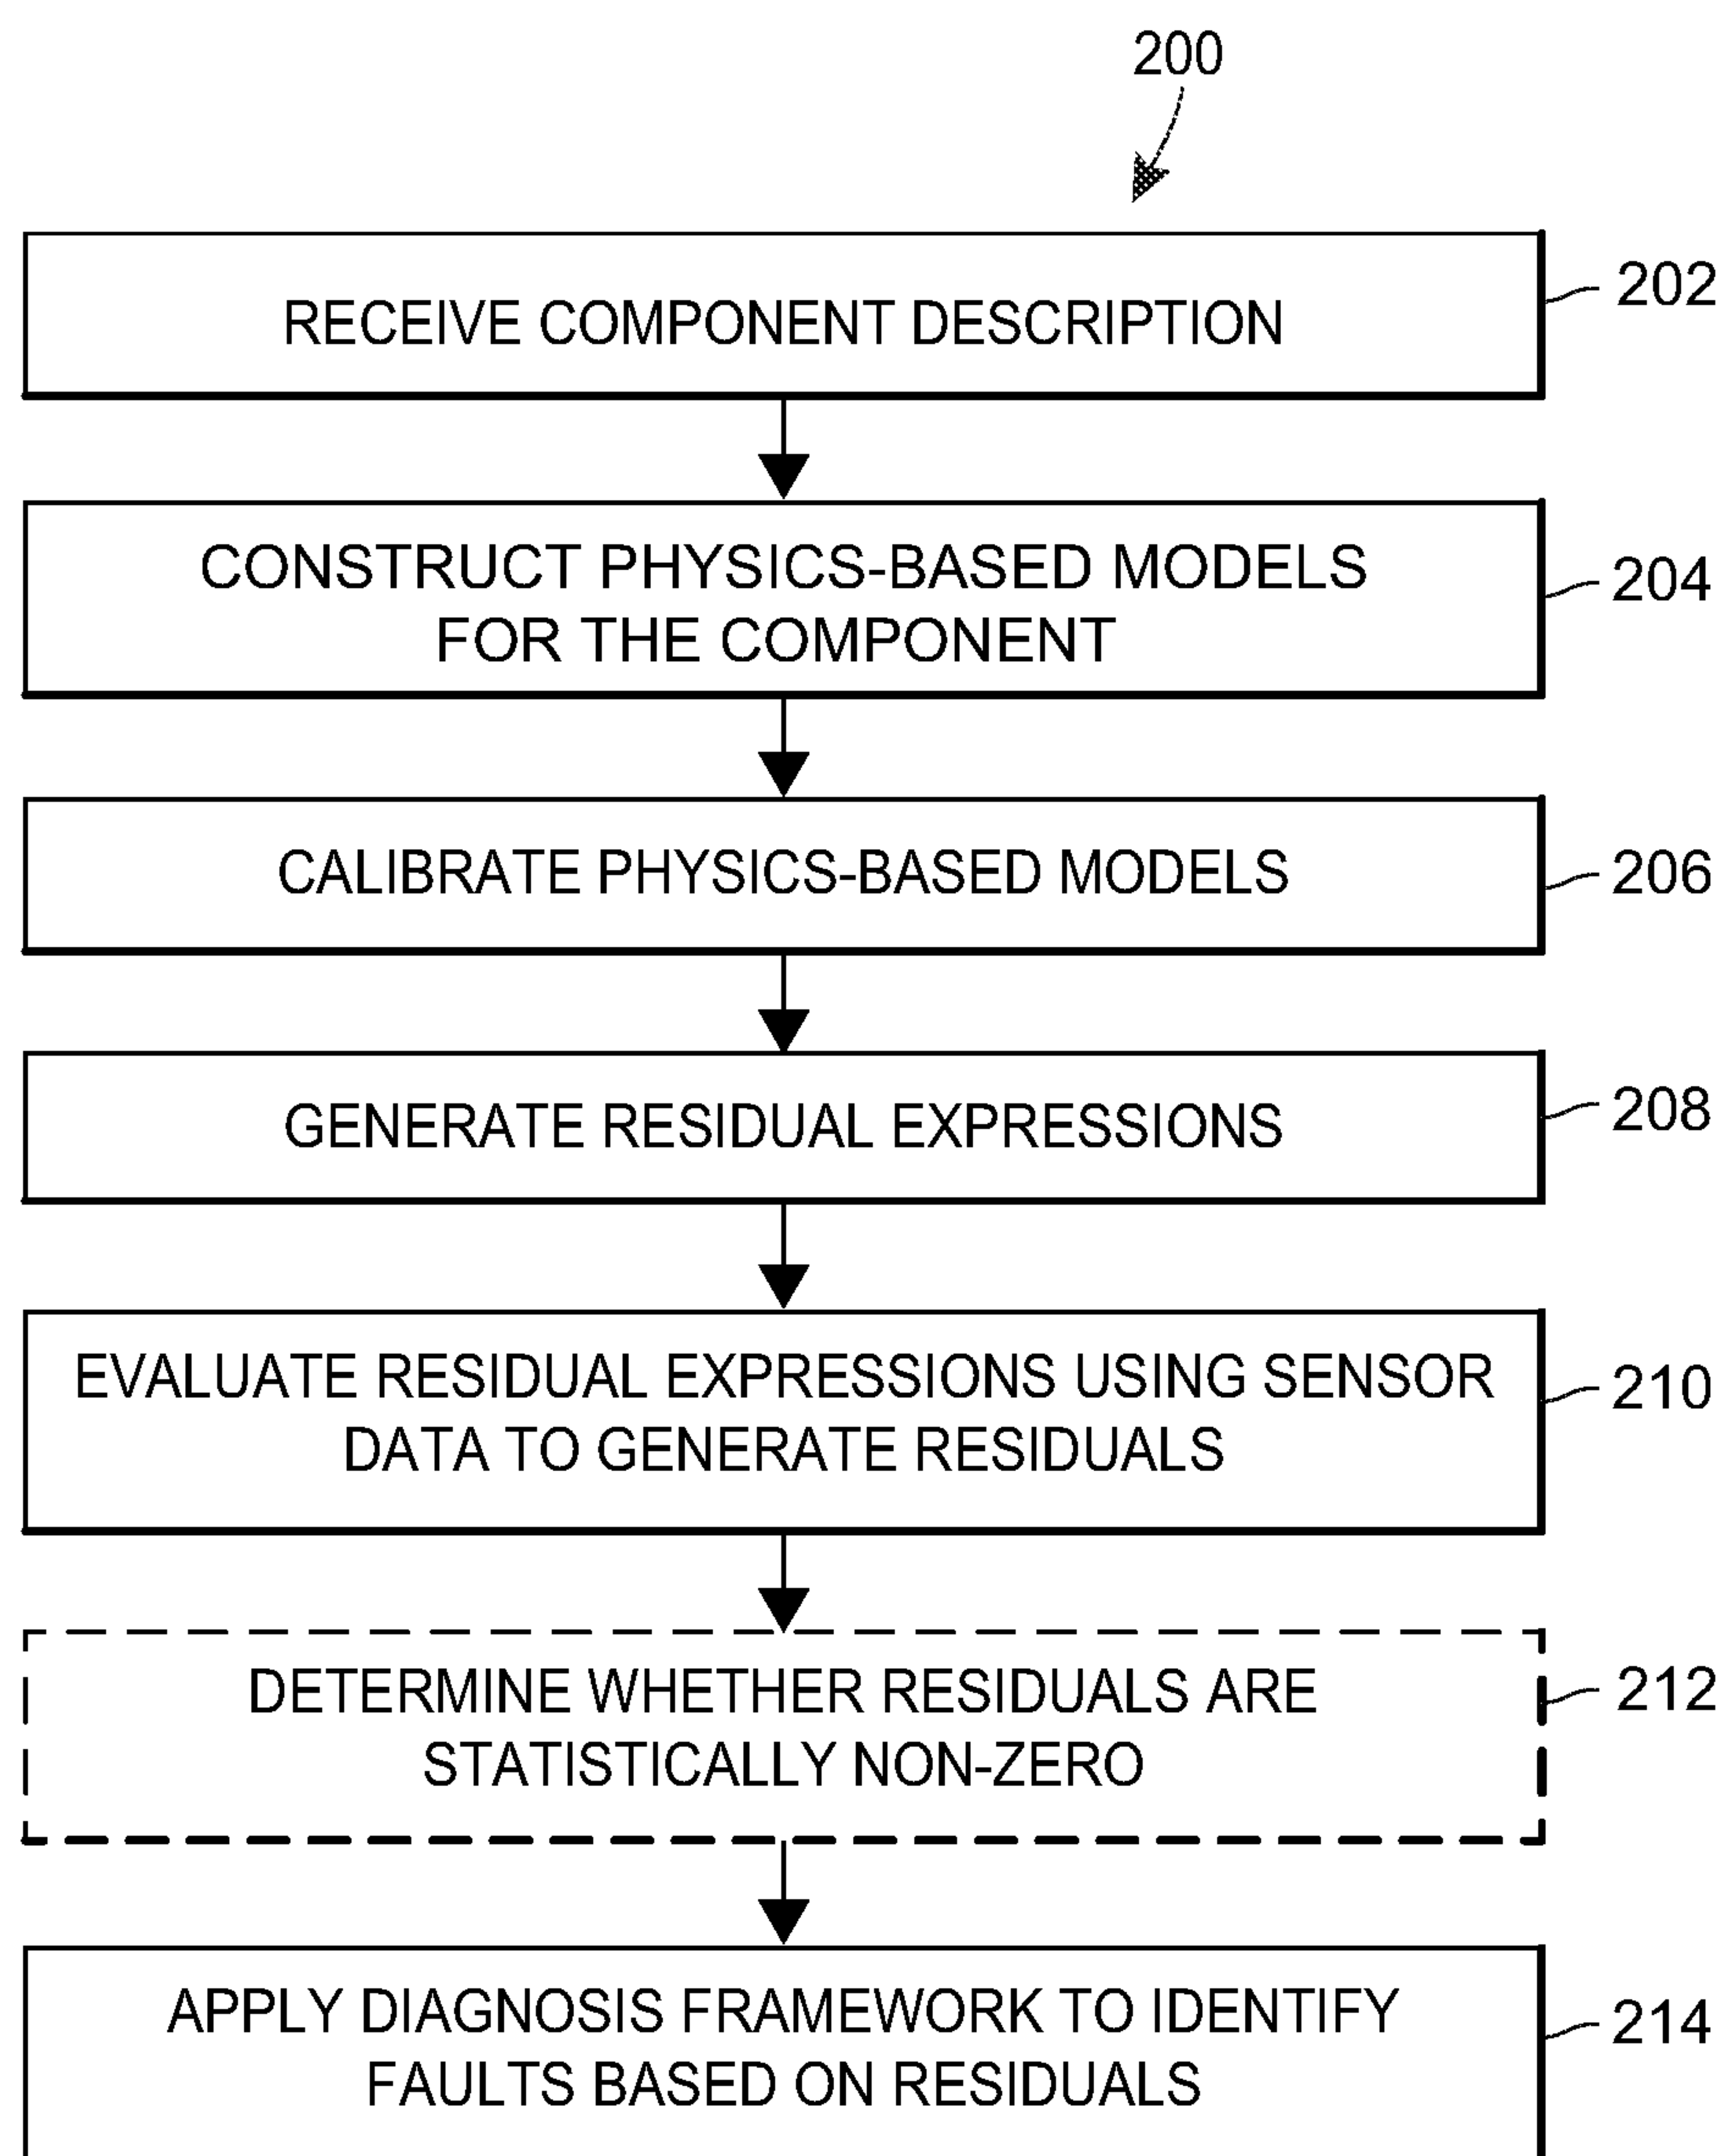 200
RECEIVE COMPONENT DESCRIPTION
202
CONSTRUCT PHYSICS-BASED MODELS
FOR THE COMPONENT
204
CALIBRATE PHYSICS-BASED MODELS
206
GENERATE RESIDUAL EXPRESSIONS
208
EVALUATE RESIDUAL EXPRESSIONS USING SENSOR
DATA TO GENERATE RESIDUALS
210
DETERMINE WHETHER RESIDUALS ARE
STATISTICALLY NON-ZERO
212
APPLY DIAGNOSIS FRAMEWORK TO IDENTIFY
FAULTS BASED ON RESIDUALS
214